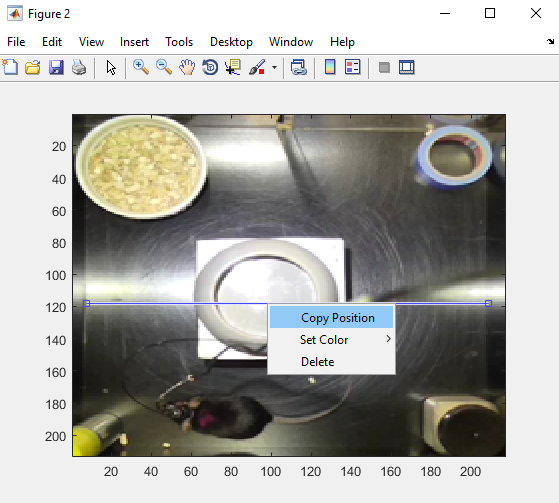 Figure 2
File Edit View Insert Tools Desktop Window Help
20
40
60
80
100
120
140
160
180
200
Copy Position
Set Color
Delete
20 40 60 80 100 120 140 160 180 200